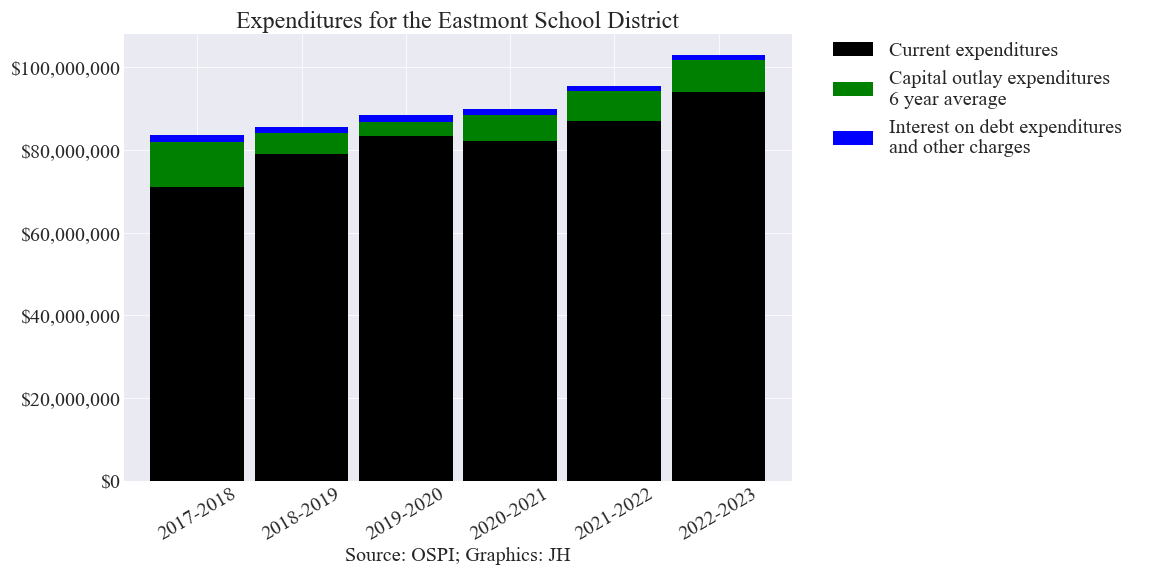 Expenditures for the Eastmont School District
$100,000,000
$80,000,000
$60,000,000
$40,000,000
$20,000,000
$0
2017-2018
2018-2019
2019-2020
2020-2021
2021-2022
2022-2023
Source: OSPI; Graphics: JH
Current expenditures
Capital outlay expenditures
6 year average
Interest on debt expenditures
and other charges